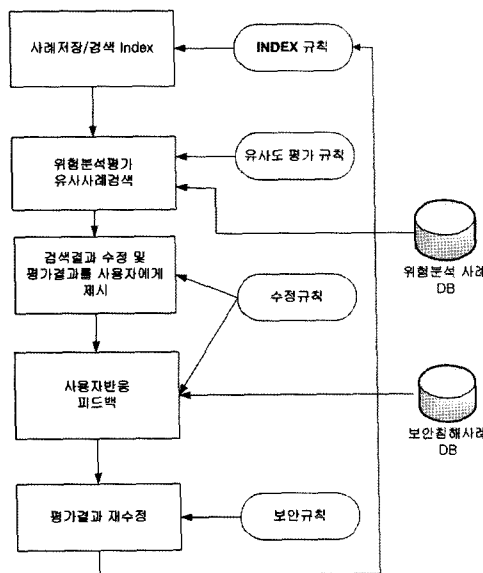 사례저장/검색 Index
INDEX 규칙
위험분석평가
유사사례검색
유사도 평가 규칙
위험분석 사례
DB
검색결과 수정 및
평가결과를 사용자에게
제시
수정규칙
사용자반응
피드백
보안침해사례
DB
평가결과 재수정
보안규칙